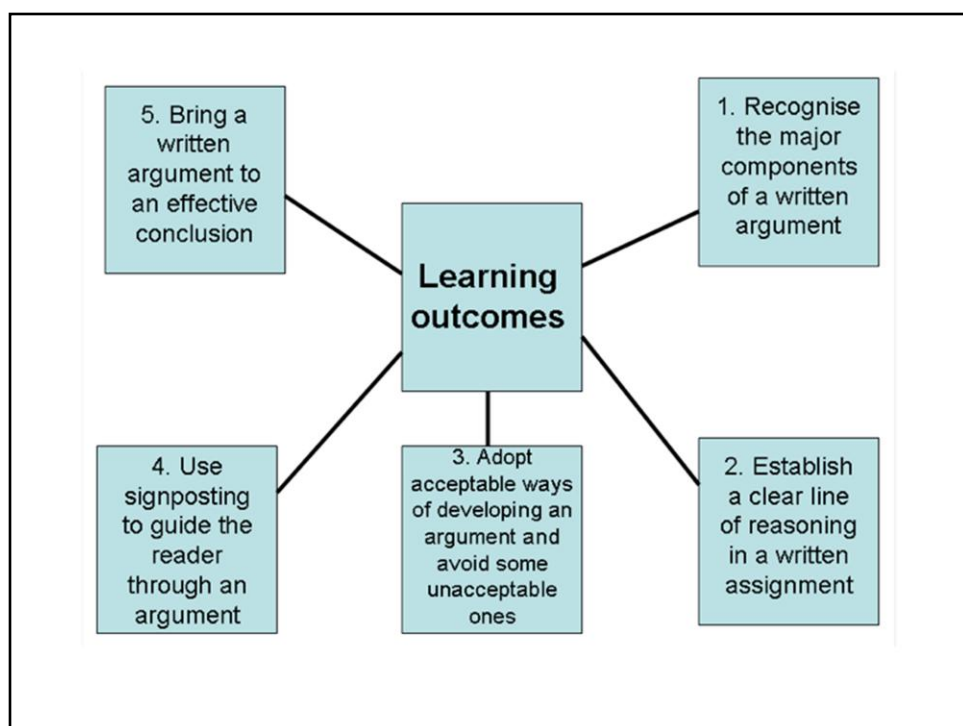 Learning
outcomes
1. Recognise
the major
components
of a written
argument
2. Establish
a clear line
of reasoning
in a written
assignment
3. Adopt
acceptable ways
of developing an
argument and
avoid some
unacceptable
ones
4. Use
signposting
to guide the
reader
through an
argument
5. Bring a
written
argument to
an effective
conclusion